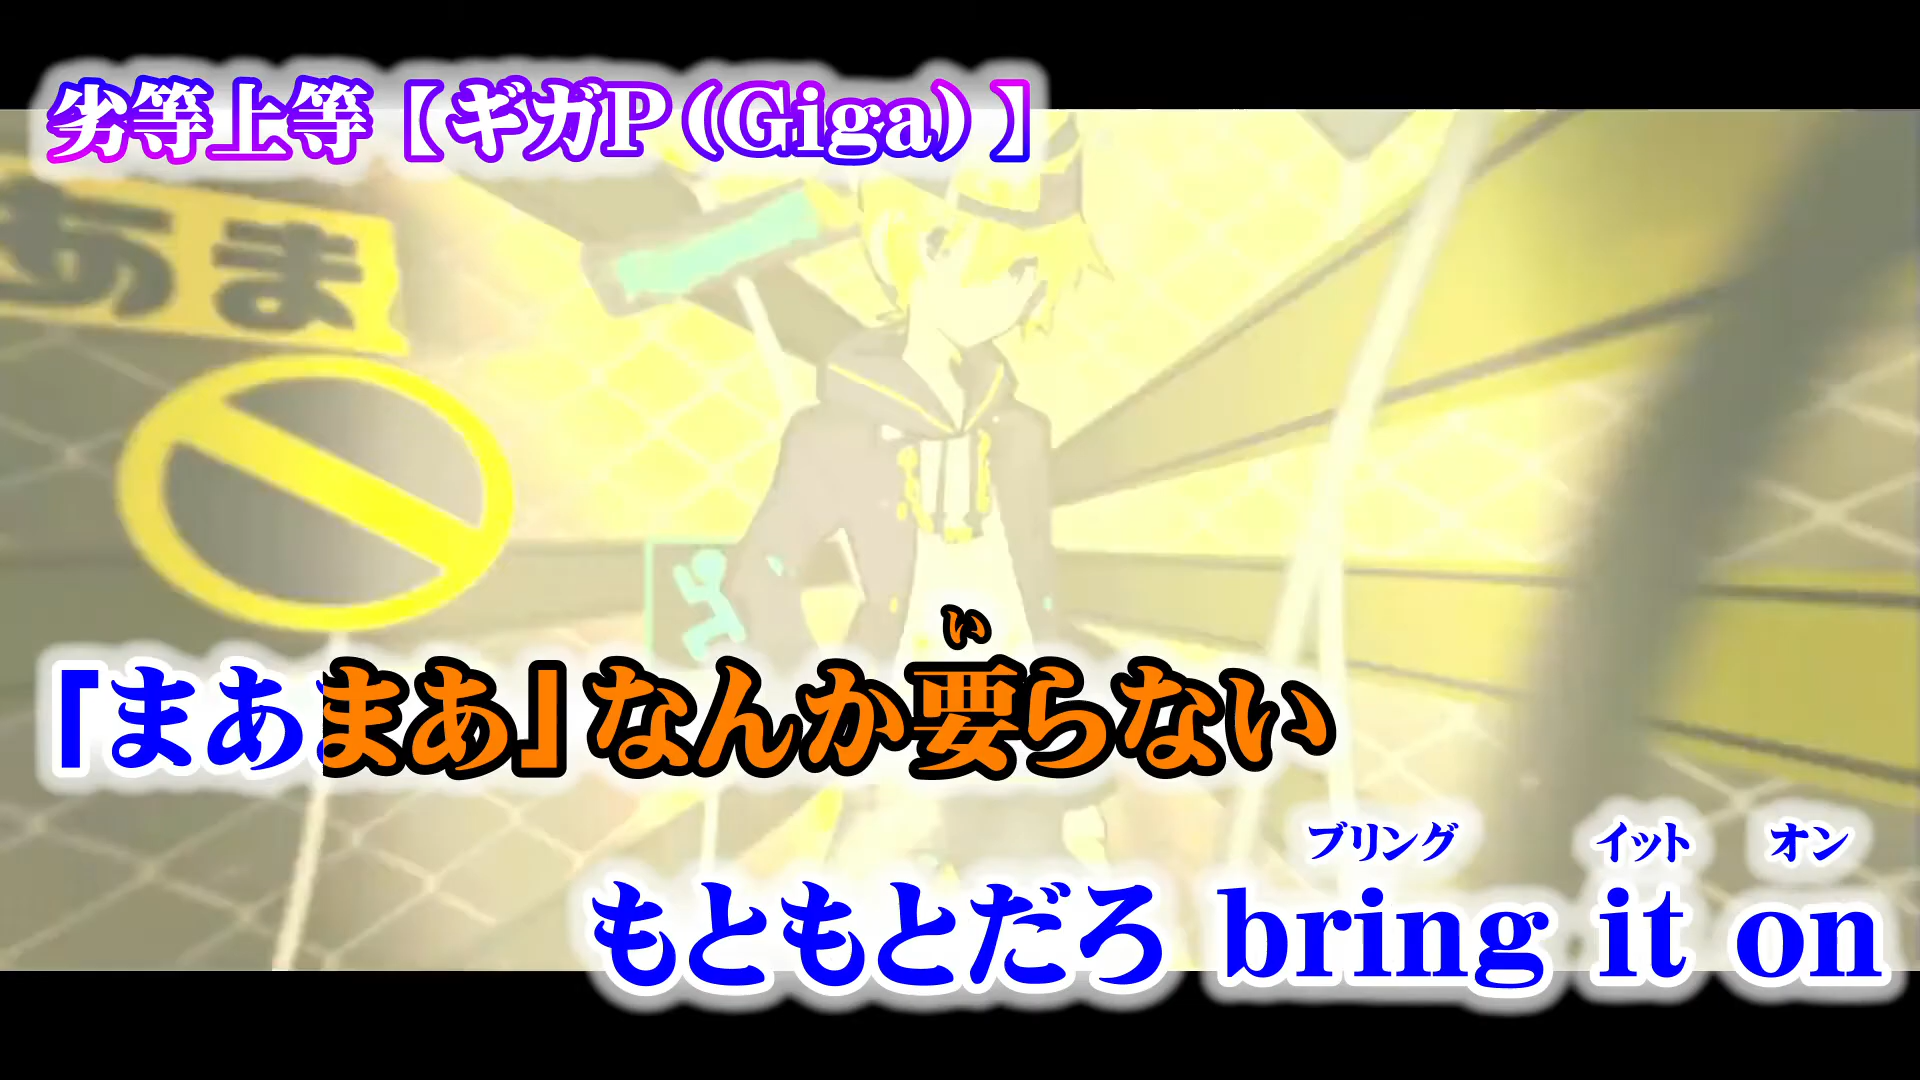 劣等上等【ギガP(Giga)】
あま
い
「まあまあ」なんか要らない
ブリング イット オン
もともとだろ bring it on